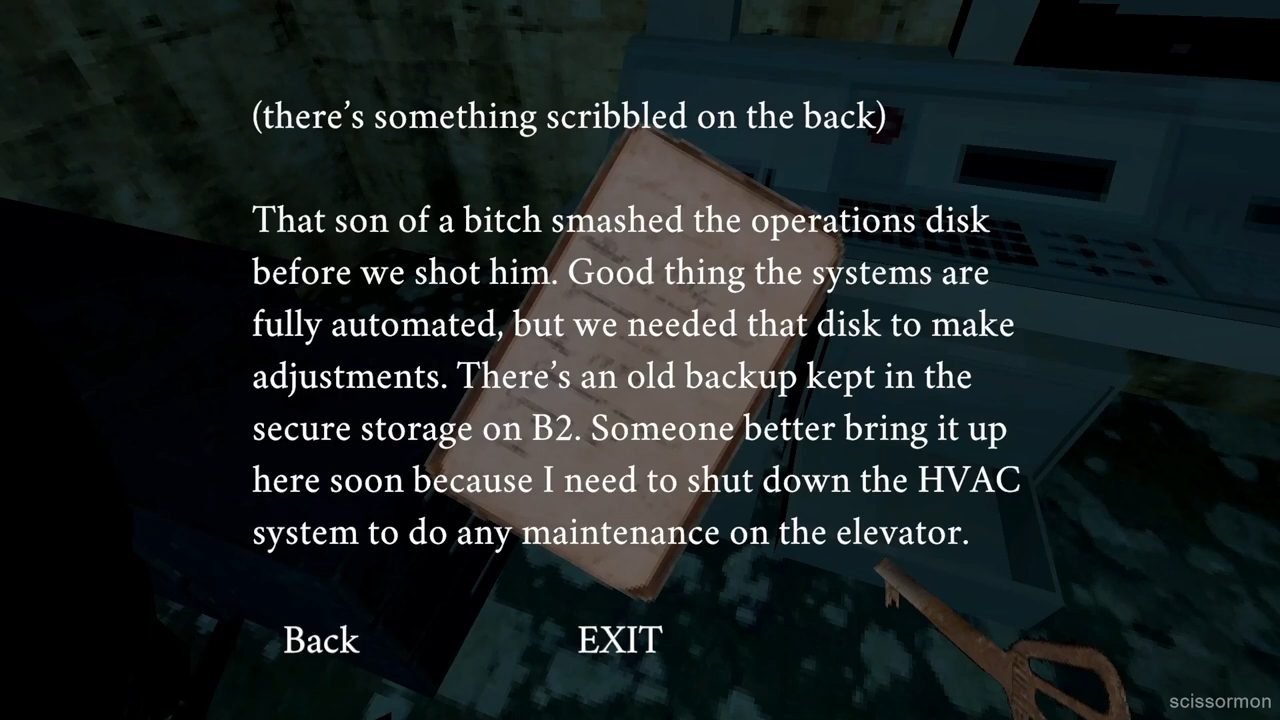 (there's something scribbled on the back)
That son of a bitch smashed the operations disk
before we shot him. Good thing the systems are
fully automated, but we needed that disk to make
adjustments. There's an old backup kept in the
secure storage on B2. Someone better bring it up
here soon because I need to shut down the HVAC
system to do any maintenance on the elevator.
Back EXIT
scissormon